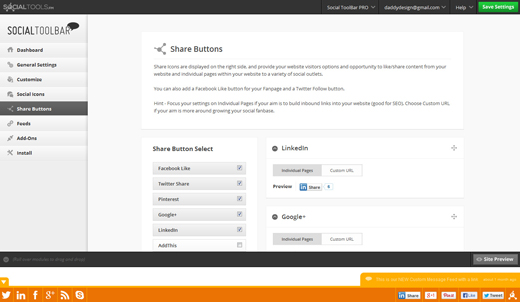 SOCIALTOOLS.me
Social ToolBar PRO
daddydesign@gmail.com
Help
Save Settings
SOCIALTOOLBAR
Dashboard
General Settings
Customize
Social Icons
Share Buttons
Feeds
Add-Ons
Install
Share Buttons
Share Icons are displayed on the right side, and provide your website visitors options and opportunity to like/share content from your
website and individual pages within your website to a variety of social outlets.
You can also add a Facebook Like button for your Fanpage and a Twitter Follow button.
Hint - Focus your settings on Individual Pages if your aim is to build inbound links into your website (good for SEO). Choose Custom URL
if your aim is more around growing your social fanbase.
Share Button Select
Facebook Like
Twitter Share
Pinterest
Google+
LinkedIn
AddThis
LinkedIn
Individual Pages
Custom URL
Preview
in Share
6
Google+
Individual Pages
Custom URL
Site Preview
in Share
Pin it
Like
Tweet